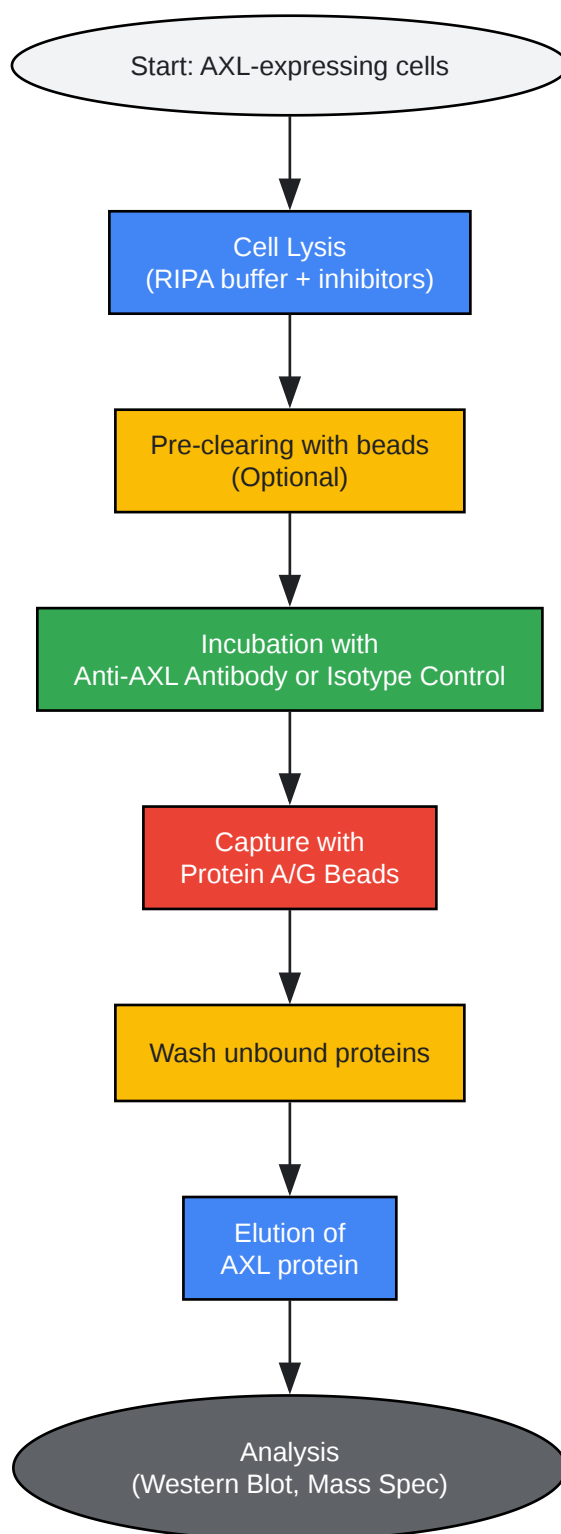 Start: AXL-expressing cells
Cell Lysis
(RIPA buffer + inhibitors)
Pre-clearing with beads
(Optional)
Incubation with
Anti-AXL Antibody or Isotype Control
Capture with
Protein A/G Beads
Wash unbound proteins
Elution of
AXL protein
Analysis
(Western Blot, Mass Spec)